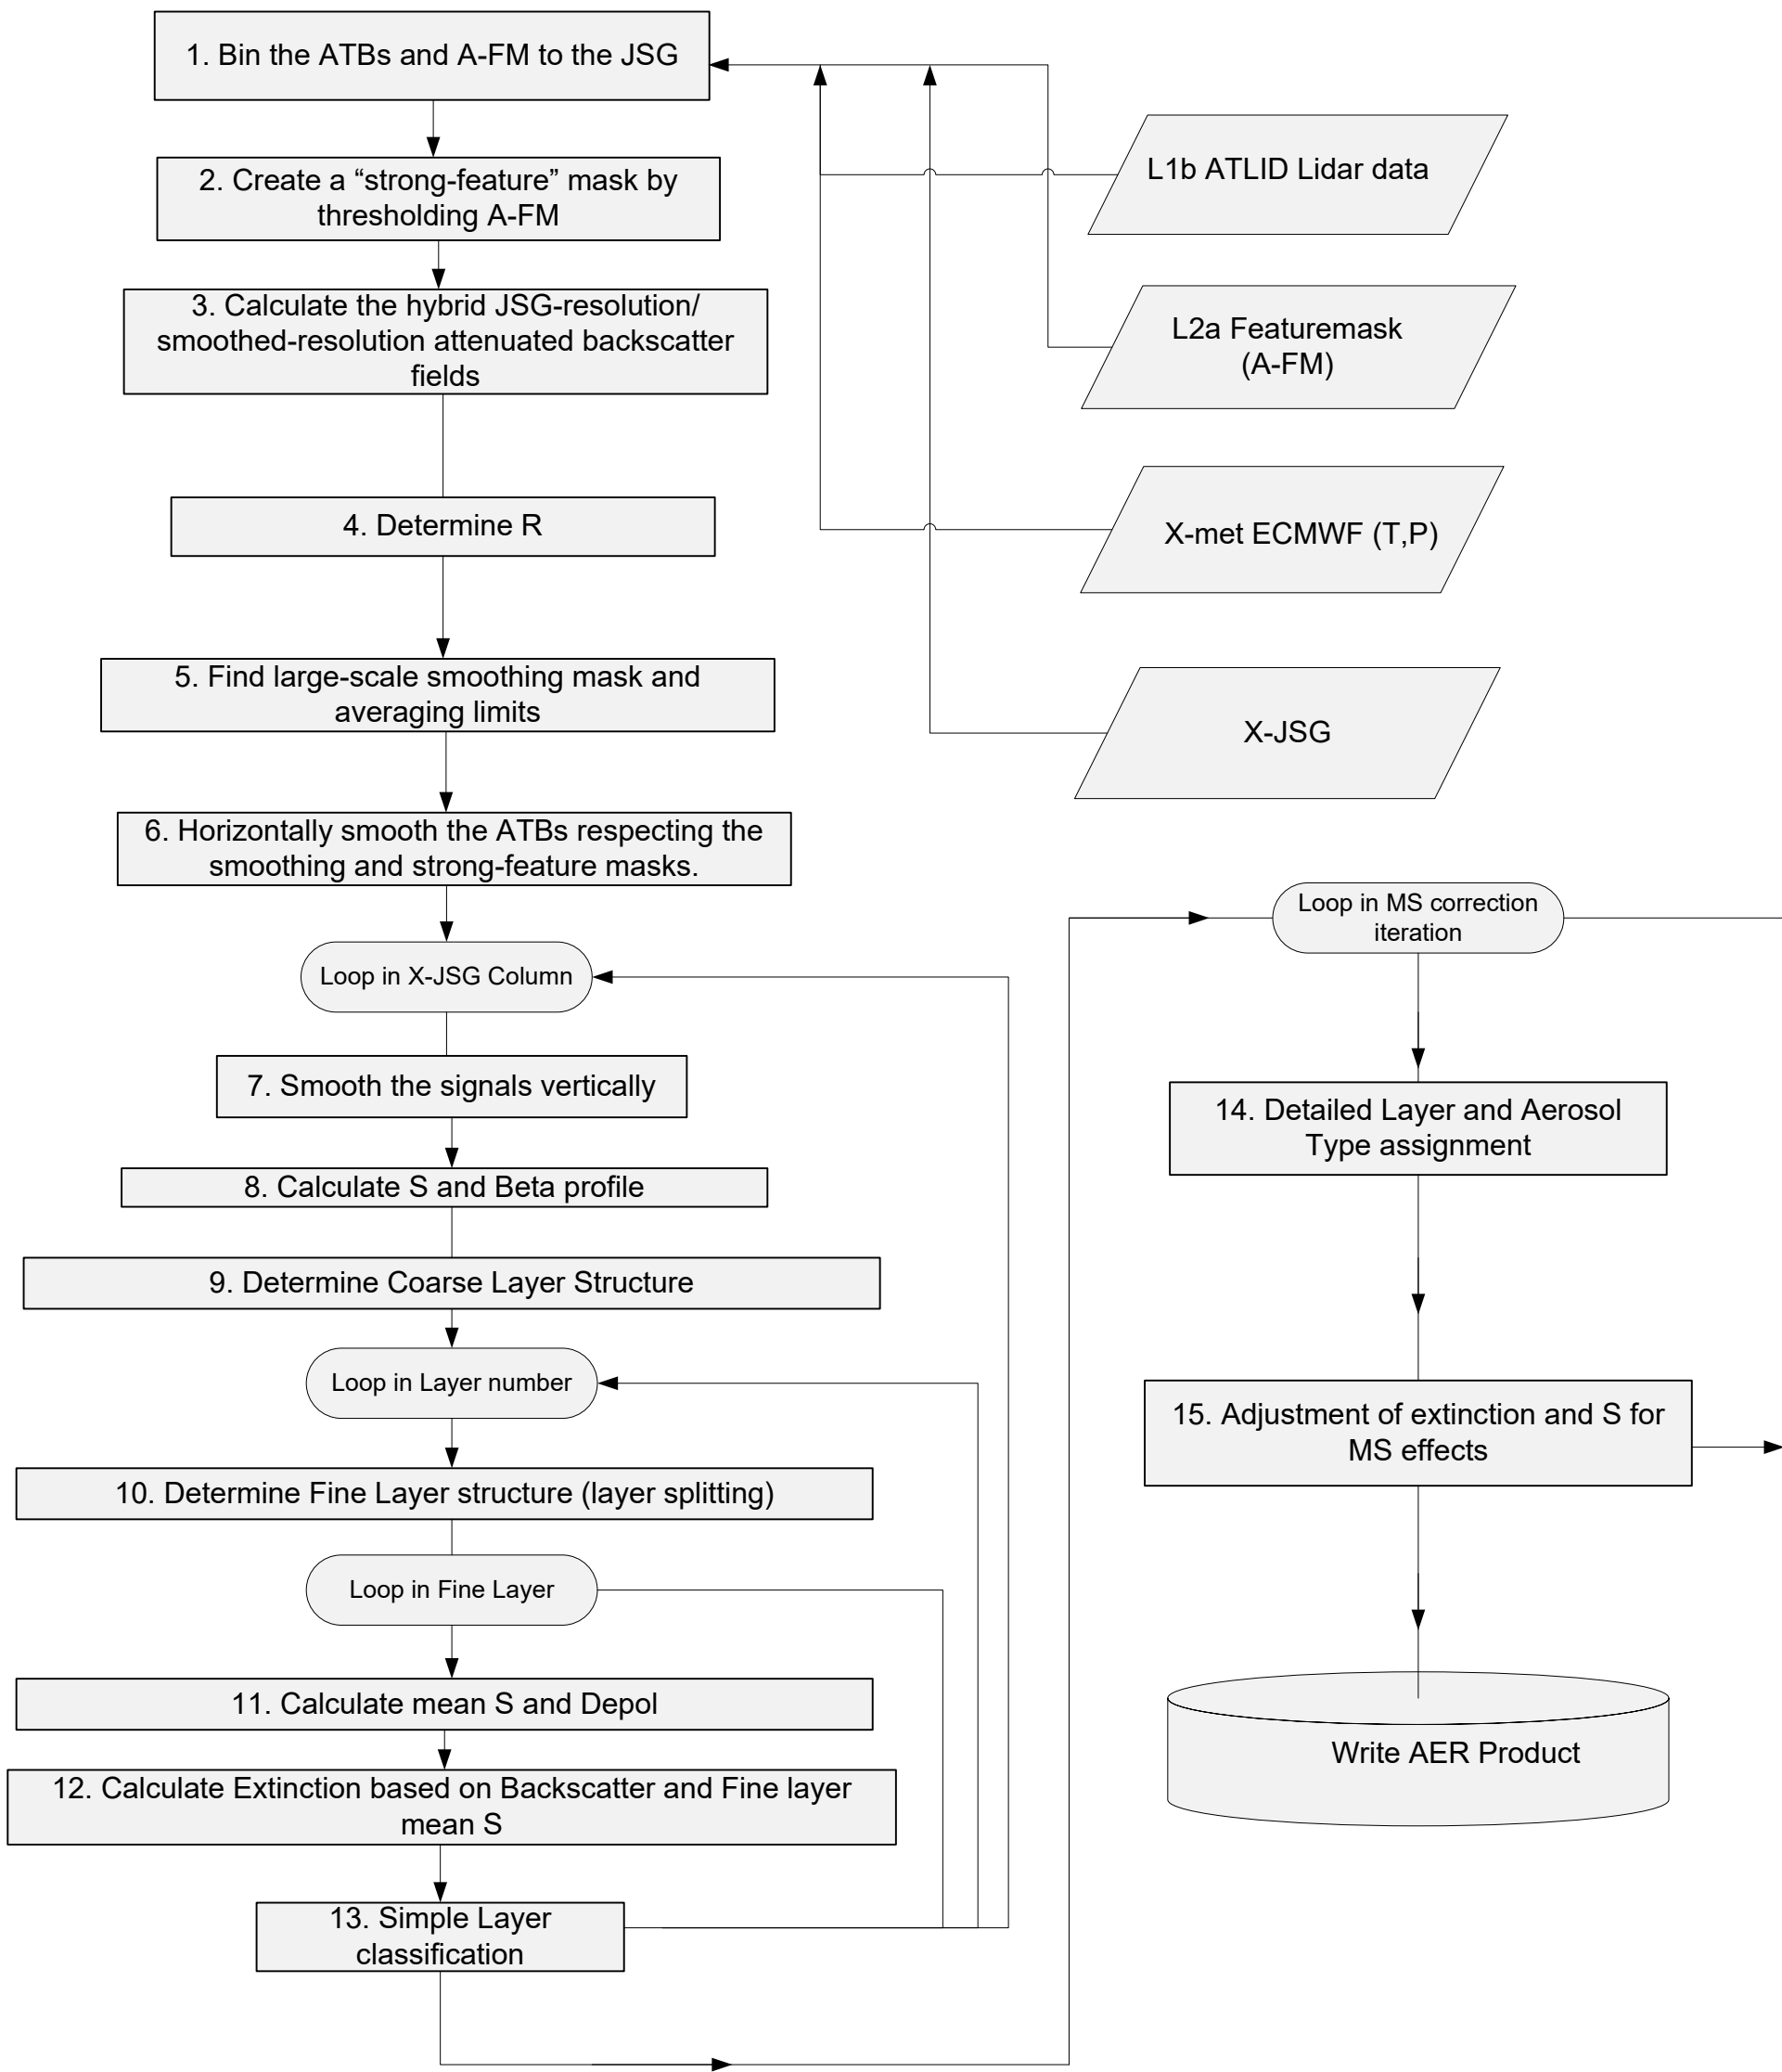 1. Bin the ATBs and A-FM to the JSG
2. Create a “strong-feature” mask by
thresholding A-FM
3. Calculate the hybrid JSG-resolution/
smoothed-resolution attenuated backscatter
fields
4. Determine R
5. Find large-scale smoothing mask and
averaging limits
6. Horizontally smooth the ATBs respecting the
smoothing and strong-feature masks.
Loop in X-JSG Column
7. Smooth the signals vertically
8. Calculate S and Beta profile
9. Determine Coarse Layer Structure
Loop in Layer number
10. Determine Fine Layer structure (layer splitting)
Loop in Fine Layer
11. Calculate mean S and Depol
12. Calculate Extinction based on Backscatter and Fine layer
mean S
13. Simple Layer
classification
L1b ATLID Lidar data
L2a Featuremask
(A-FM)
X-met ECMWF (T,P)
X-JSG
Loop in MS correction
iteration
14. Detailed Layer and Aerosol
Type assignment
15. Adjustment of extinction and S for
MS effects
Write AER Product